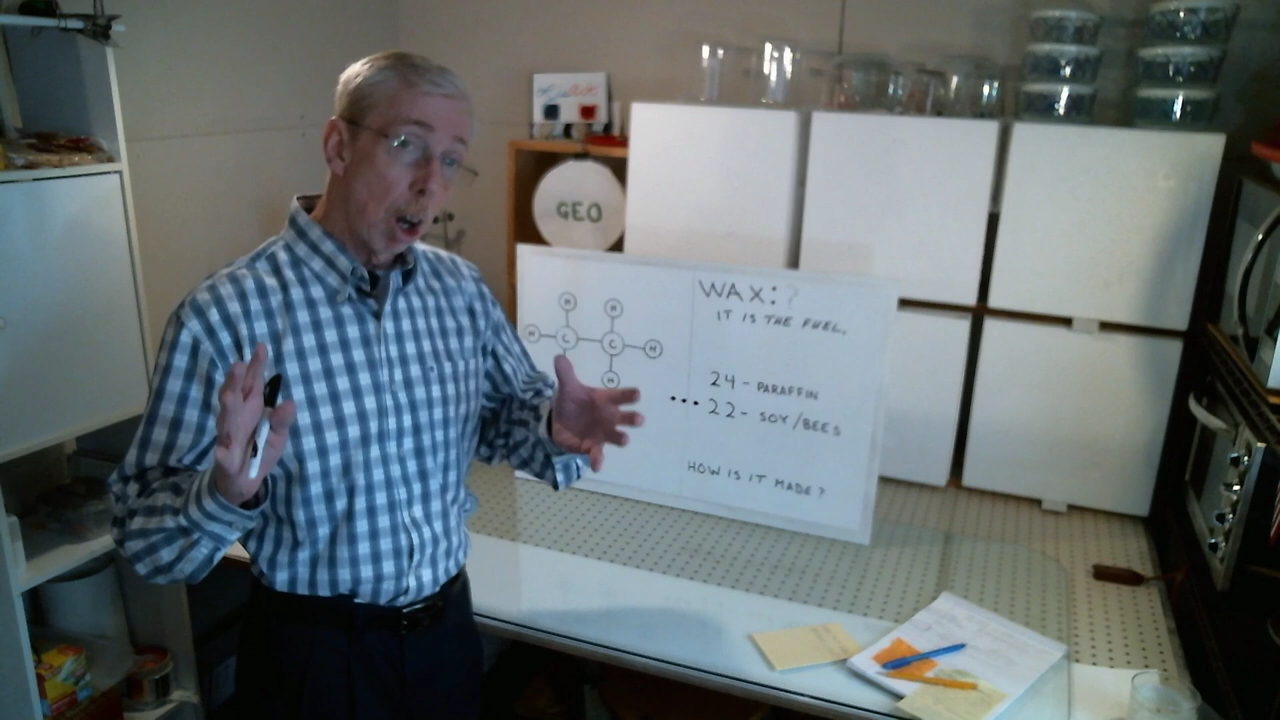 GEO
H H
H C C H
H
WAX:?
IT IS THE FUEL.
24 - PARAFFIN
...22 - SOY/BEES
HOW IS IT MADE?